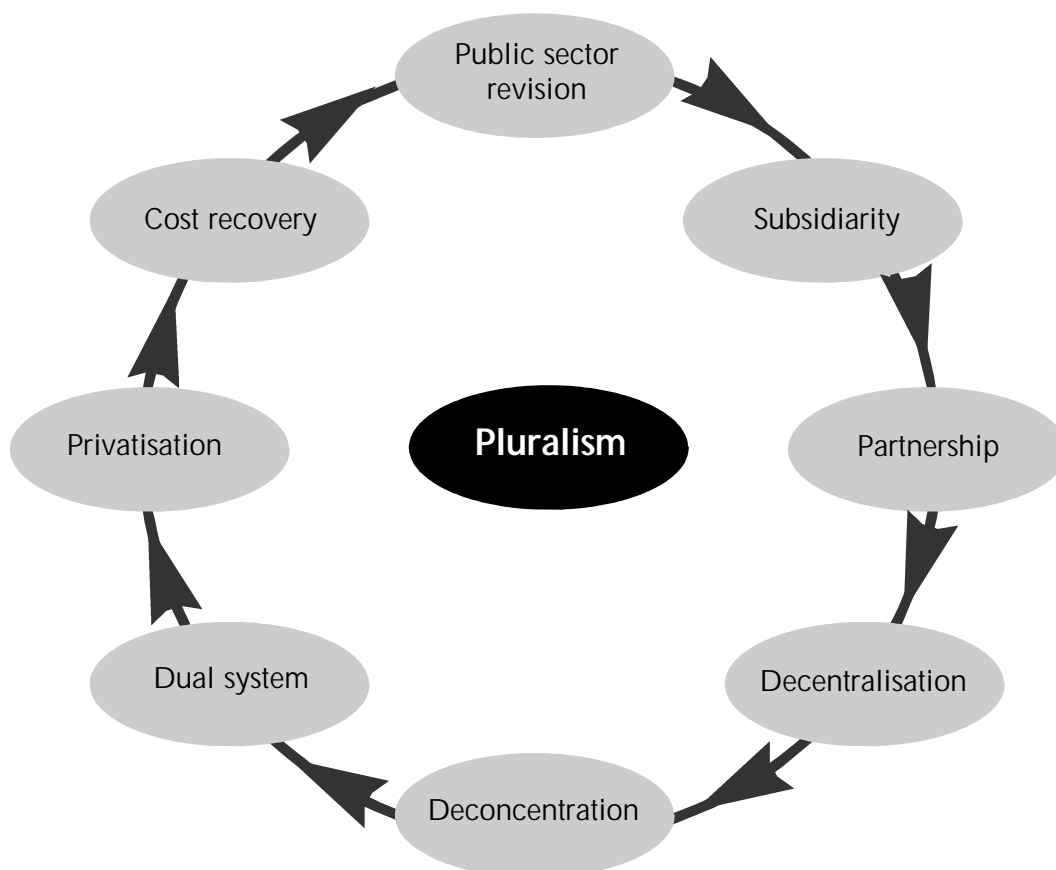 Public sector
revision
Cost recovery
Subsidiarity
Privatisation
Pluralism
Partnership
Dual system
Decentralisation
Deconcentration